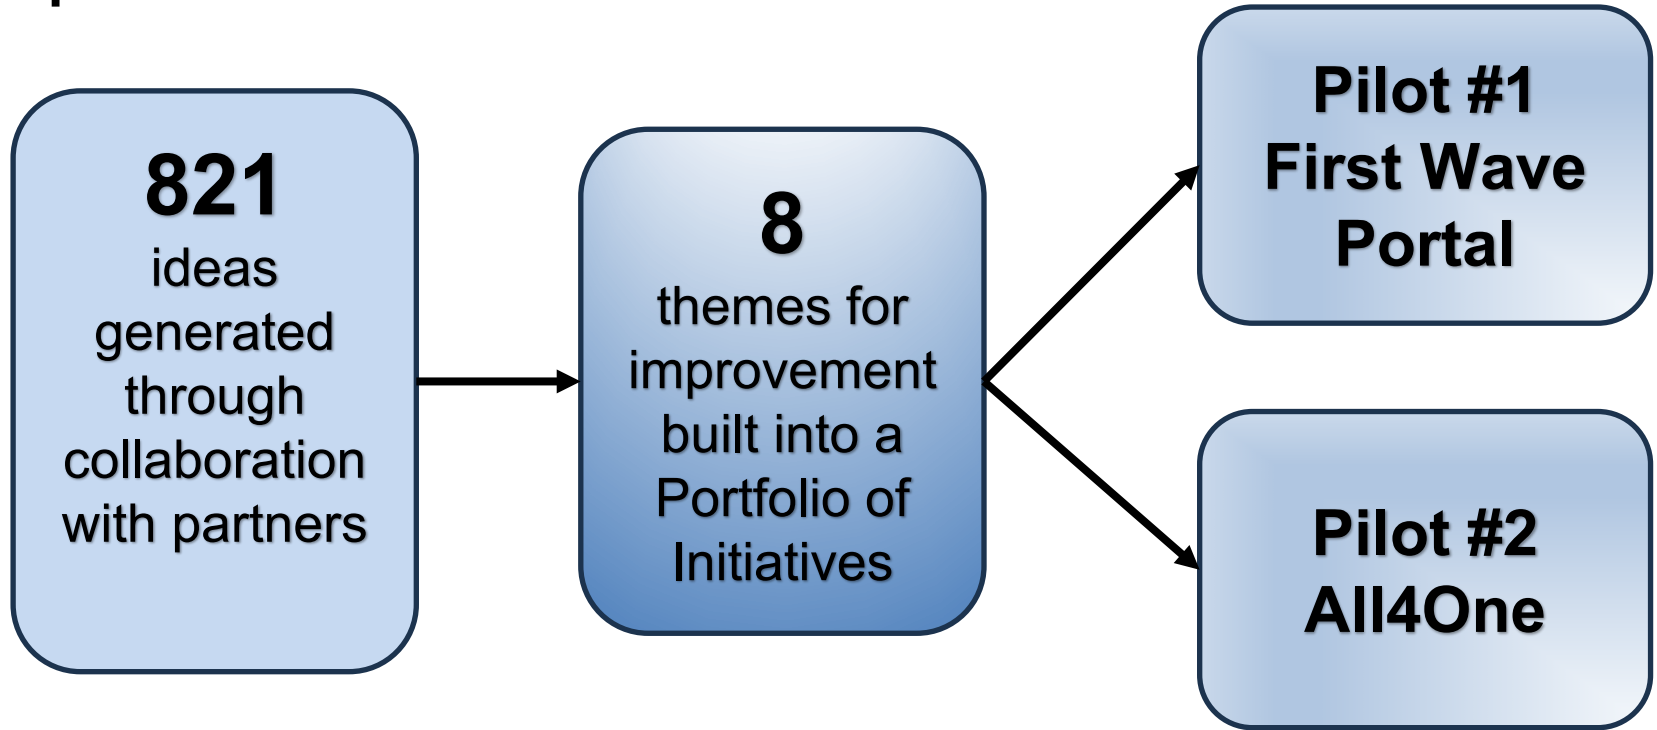 821
ideas
generated
through
collaboration
with partners
8
themes for
improvement
built into a
Portfolio of
Initiatives
Pilot #1
First Wave
Portal
Pilot #2
All4One